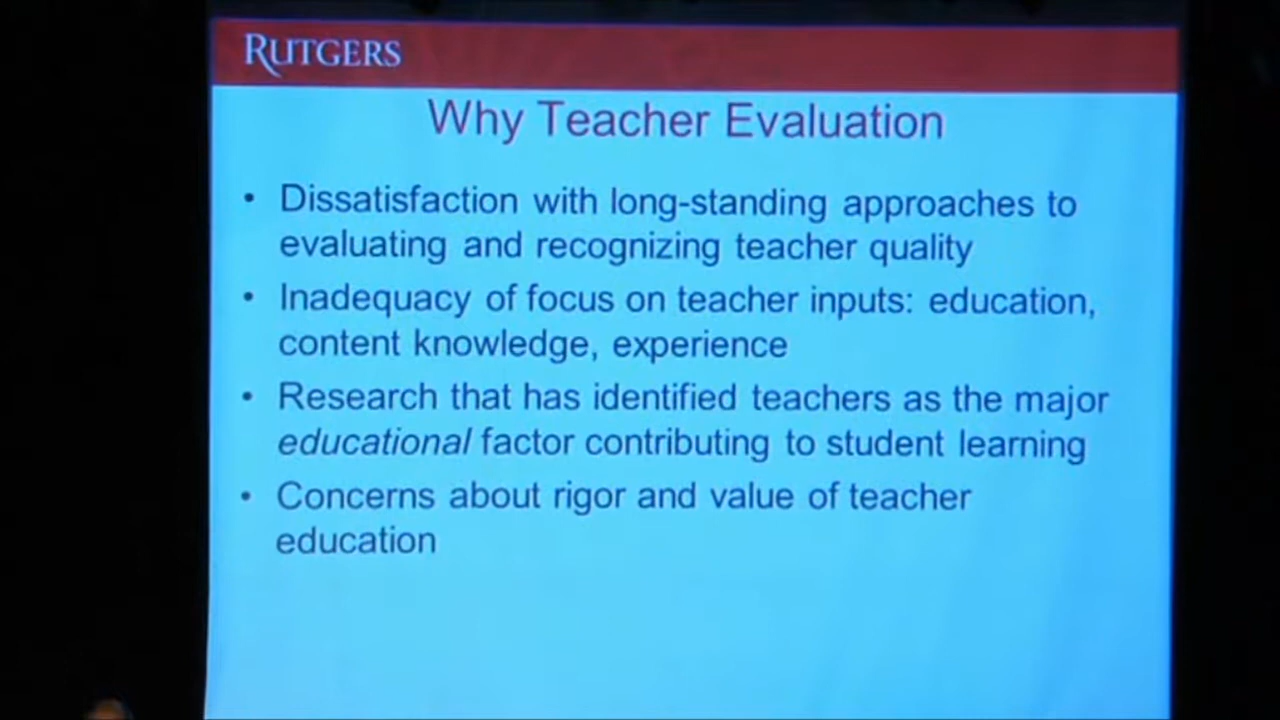 RUTGERS
Why Teacher Evaluation
• Dissatisfaction with long-standing approaches to
evaluating and recognizing teacher quality
• Inadequacy of focus on teacher inputs: education,
content knowledge, experience
• Research that has identified teachers as the major
educational factor contributing to student learning
• Concerns about rigor and value of teacher
education